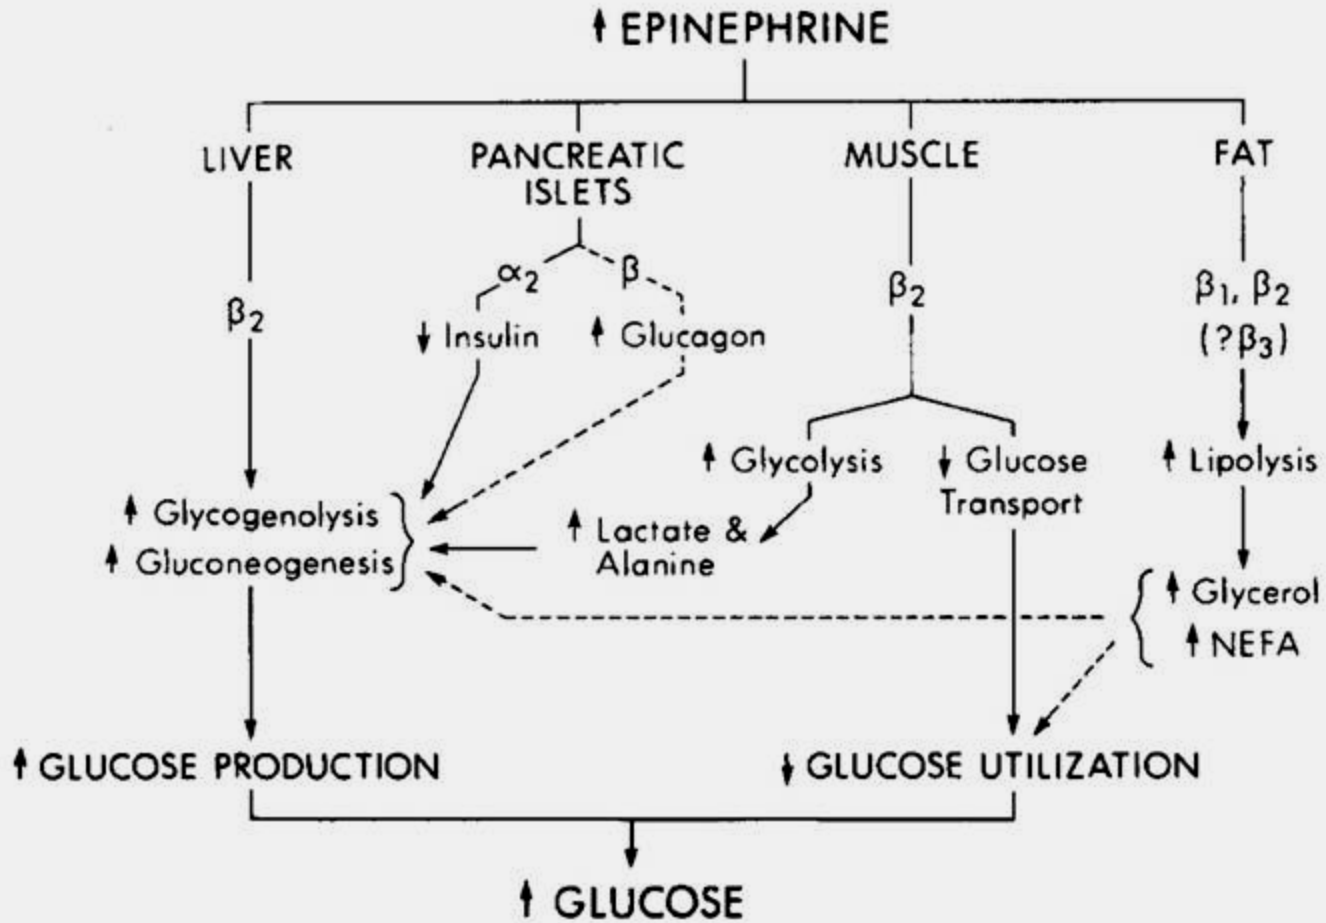 ↑ EPINEPHRINE
LIVER
PANCREATIC
ISLETS
MUSCLE
FAT
β2
α2
β
↓ Insulin
↑ Glucagon
β2
β1, β2
(?β3)
↑ Glycolysis
↓ Glucose
Transport
↑ Lipolysis
↑ Glycogenolysis
↑ Gluconeogenesis
↑ Lactate &
Alanine
↑ Glycerol
↑ NEFA
↑ GLUCOSE PRODUCTION
↓ GLUCOSE UTILIZATION
↑ GLUCOSE